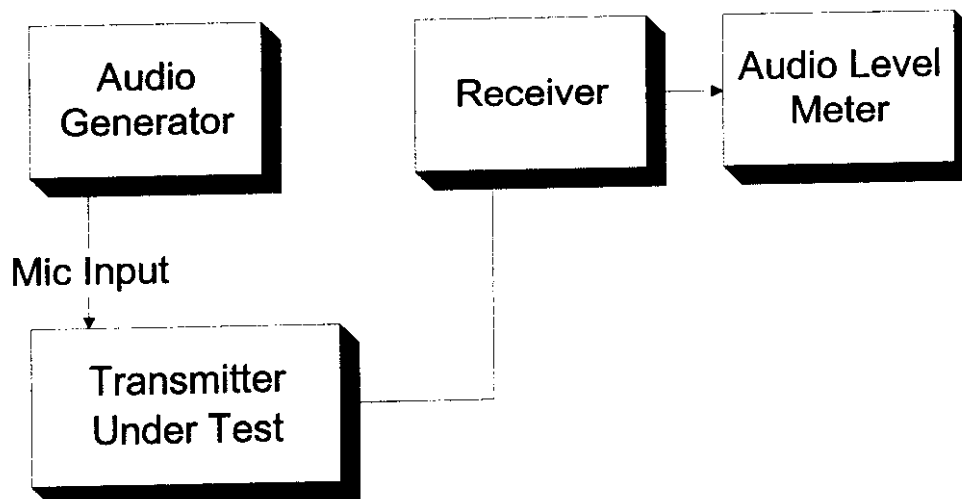 Audio
Generator
Receiver
Audio Level
Meter
Mic Input
Transmitter
Under Test